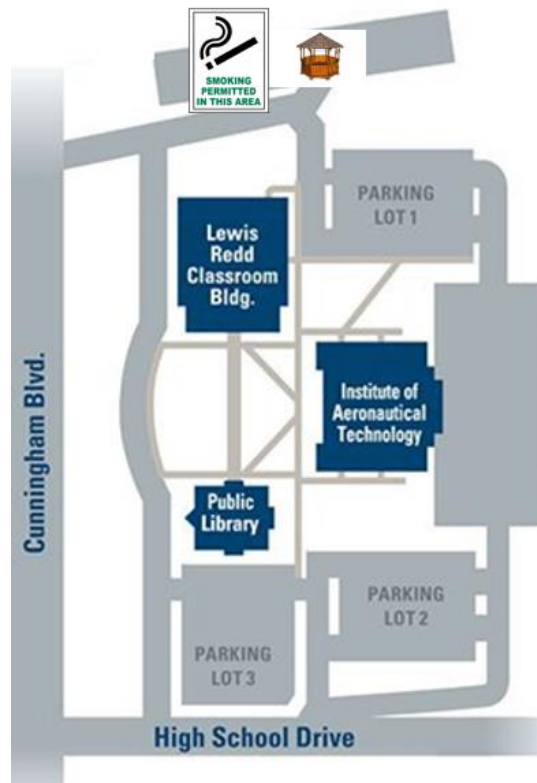 SMOKING
PERMITTED
IN THIS AREA
PARKING
LOT 1
Lewis
Redd
Classroom
Bldg.
Institute of
Aeronautical
Technology
Cunningham Blvd.
Public
Library
PARKING
LOT 2
PARKING
LOT 3
High School Drive